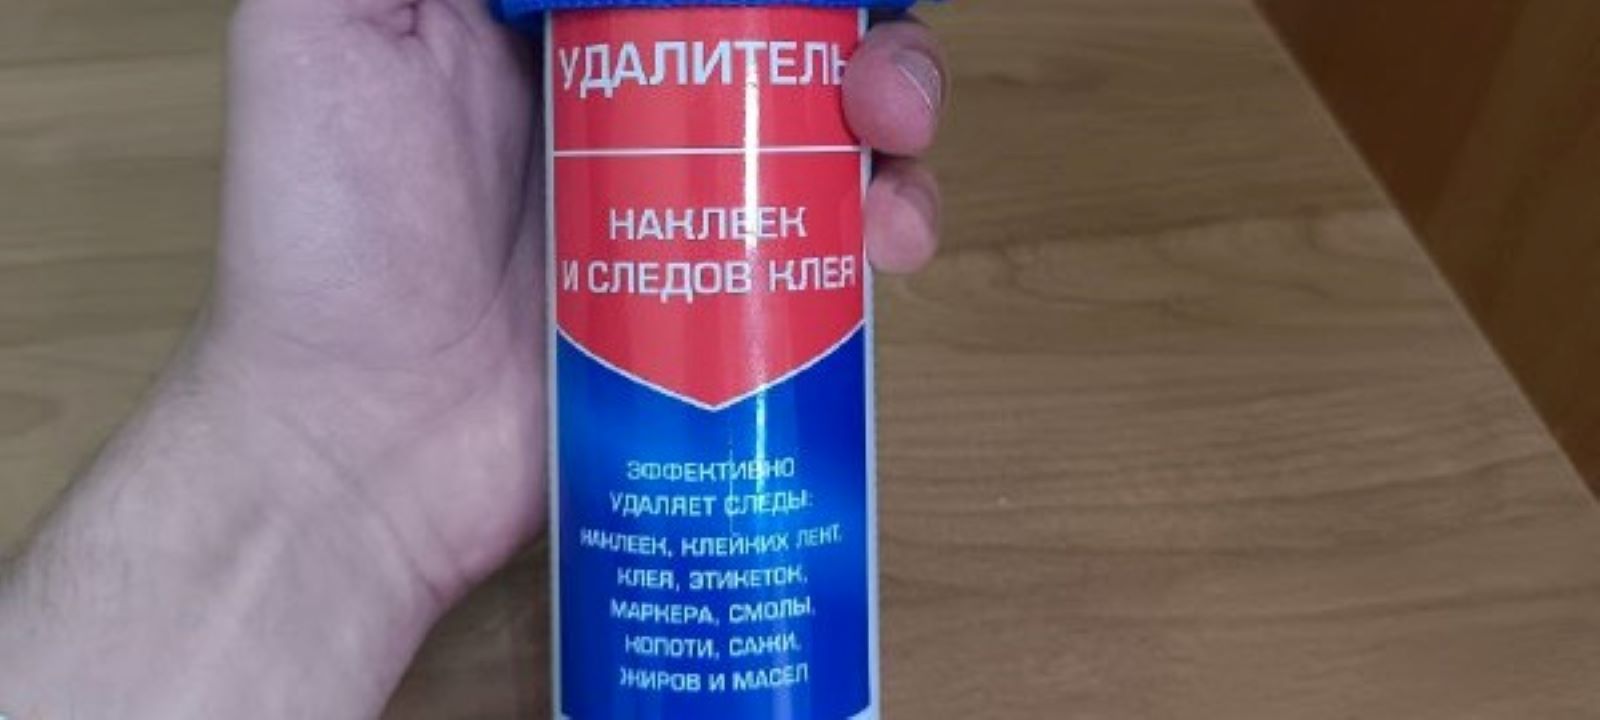 УДАЛИТЕЛЬ
НАКЛЕЕК
И СЛЕДОВ КЛЕЯ
ЭФФЕКТИВНО
УДАЛЯЕТ СЛЕДЫ:
НАКЛЕЕК, КЛЕЙКИХ ЛЕНТ,
КЛЕЯ, ЭТИКЕТОК,
МАРКЕРА, СМОЛЫ,
КОПОТИ, САЖИ,
ЖИРОВ И МАСЕЛ